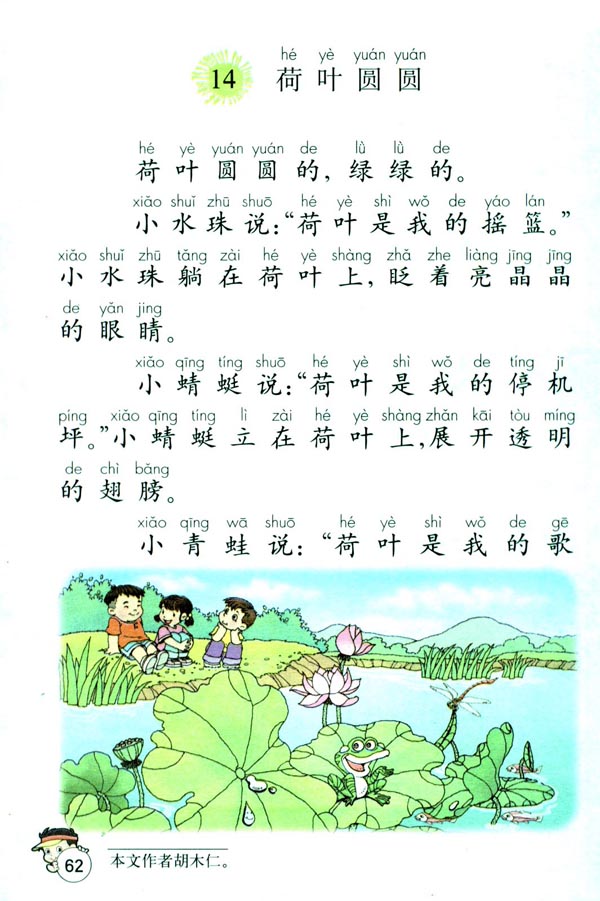 hé yè yuán yuán
14 荷叶圆圆
hé yè yuán yuán de lǜ lǜ de
荷叶圆圆的，绿绿的。
xiǎo shuǐ zhū shuō hé yè shì wǒ de yáo lán
小水珠说：“荷叶是我的摇篮。”
xiǎo shuǐ zhū tǎng zài hé yè shàng zhǎ zhe liàng jīng jīng
小水珠躺在荷叶上，眨着亮晶晶
de yǎn jing
的眼睛。
xiǎo qīng tíng shuō hé yè shì wǒ de tíng jī
小蜻蜓说：“荷叶是我的停机
píng xiǎo qīng tíng lì zài hé yè shàng zhǎn kāi tòu míng
坪。”小蜻蜓立在荷叶上，展开透明
de chì bǎng
的翅膀。
xiǎo qīng wā shuō hé yè shì wǒ de gē
小青蛙说：“荷叶是我的歌
62 本文作者胡木仁。